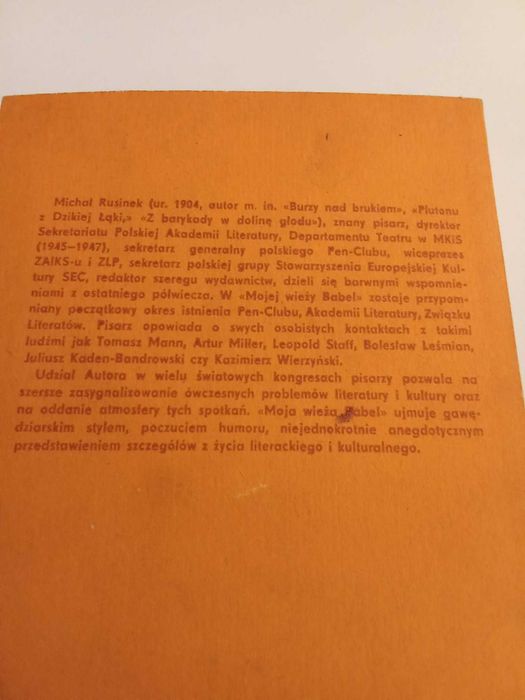 Michał Rusinek (ur. 1904, autor m. in. «Burzy nad brukiem», «Plutonu
z Dzikiej Łąki,» «Z barykady w dolinę głodu»), znany pisarz, dyrektor
Sekretariatu Polskiej Akademii Literatury, Departamentu Teatru w MKiS
(1945–1947), sekretarz generalny polskiego Pen-Clubu, wiceprezes
ZAIKS-u i ZLP, sekretarz polskiej grupy Stowarzyszenia Europejskiej Kul-
tury SEC, redaktor szeregu wydawnictw, dzieli się barwnymi wspomnie-
niami z ostatniego półwiecza. W «Mojej wieży Babel» zostaje przypom-
niany początkowy okres istnienia Pen-Clubu, Akademii Literatury, Związku
Literatów. Pisarz opowiada o swych osobistych kontaktach z takimi
ludźmi jak Tomasz Mann, Artur Miller, Leopold Staff, Bolesław Leśmian,
Juliusz Kaden-Bandrowski czy Kazimierz Wierzyński.
Udział Autora w wielu światowych kongresach pisarzy pozwala na
szersze zasygnalizowanie ówczesnych problemów literatury i kultury oraz
na oddanie atmosfery tych spotkań. «Moja wieża Babel» ujmuje gawę-
dziarskim stylem, poczuciem humoru, niejednokrotnie anegdotycznym
przedstawieniem szczegółów z życia literackiego i kulturalnego.